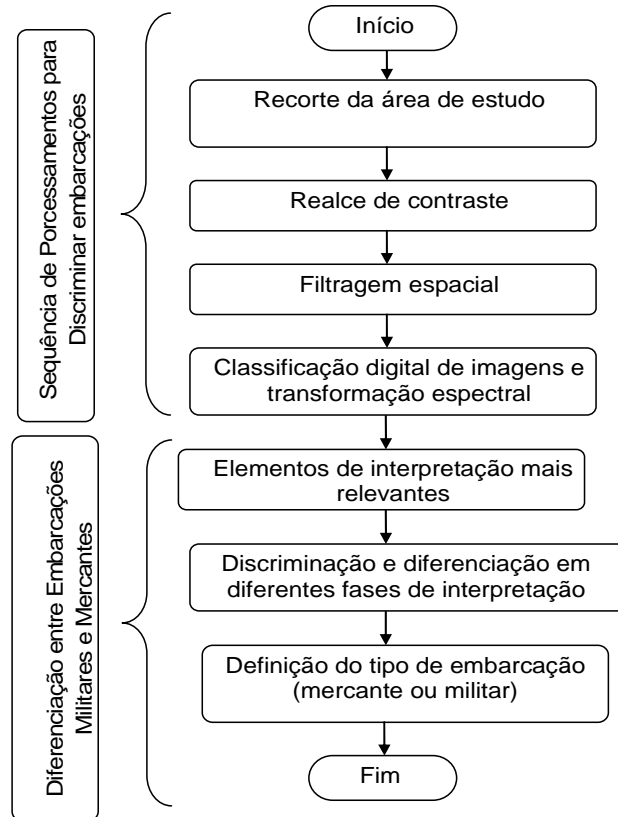 Sequência de Porcessamentos para
Discriminar embarcações
Início
Recorte da área de estudo
Realce de contraste
Filtragem espacial
Classificação digital de imagens e
transformação espectral
Diferenciação entre Embarcações
Militares e Mercantes
Elementos de interpretação mais
relevantes
Discriminação e diferenciação em
diferentes fases de interpretação
Definição do tipo de embarcação
(mercante ou militar)
Fim